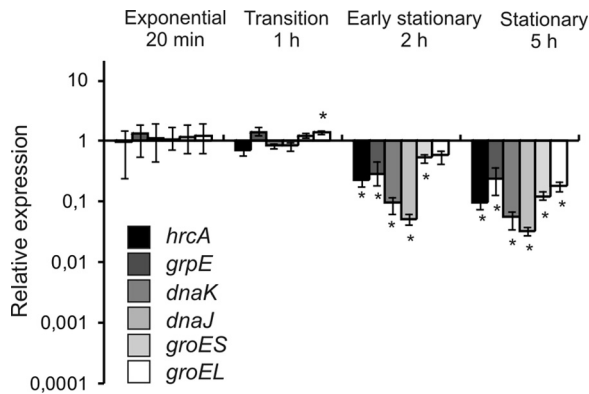 Exponential Transition Early stationary Stationary
20 min 1 h 2 h 5 h
Relative expression
10
1
0,1
0,01
0,001
0,0001
*
* * * * *
* * * * * *
hrcA
grpE
dnaK
dnaJ
groES
groEL